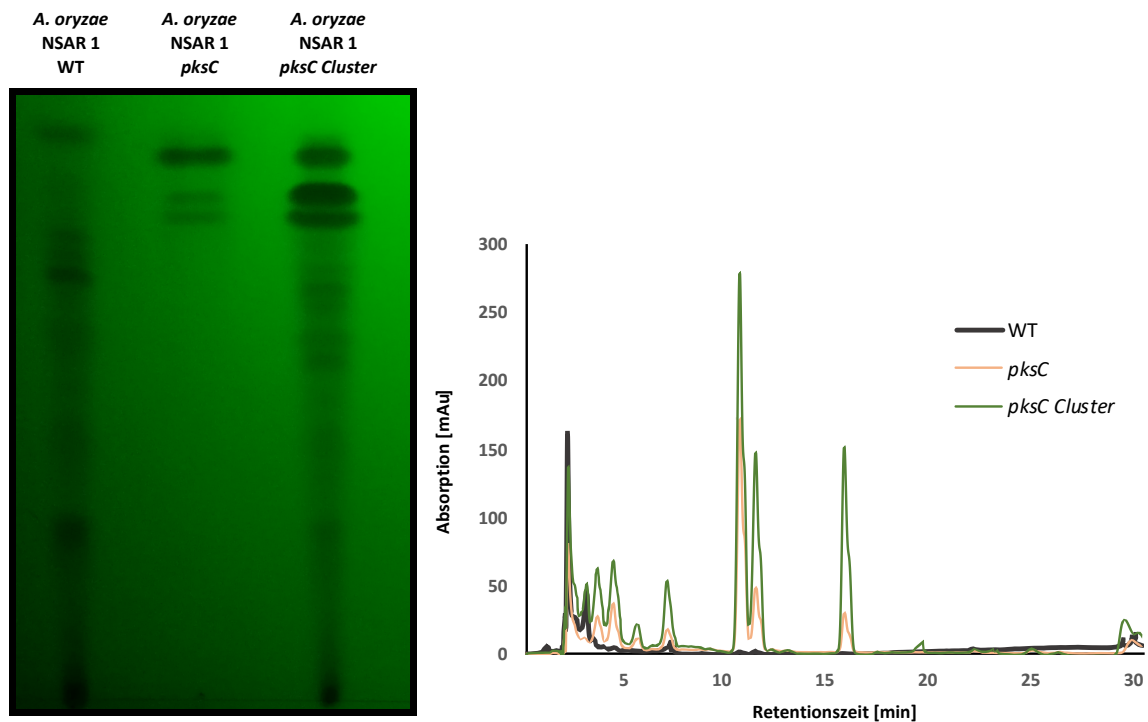 A. oryzae
NSAR 1
WT
A. oryzae
NSAR 1
pksC
A. oryzae
NSAR 1
pksC Cluster
300
250
200
150
100
50
0
5
10
15
20
25
30
Absorption [mAu]
Retentionszeit [min]
WT
pksC
pksC Cluster